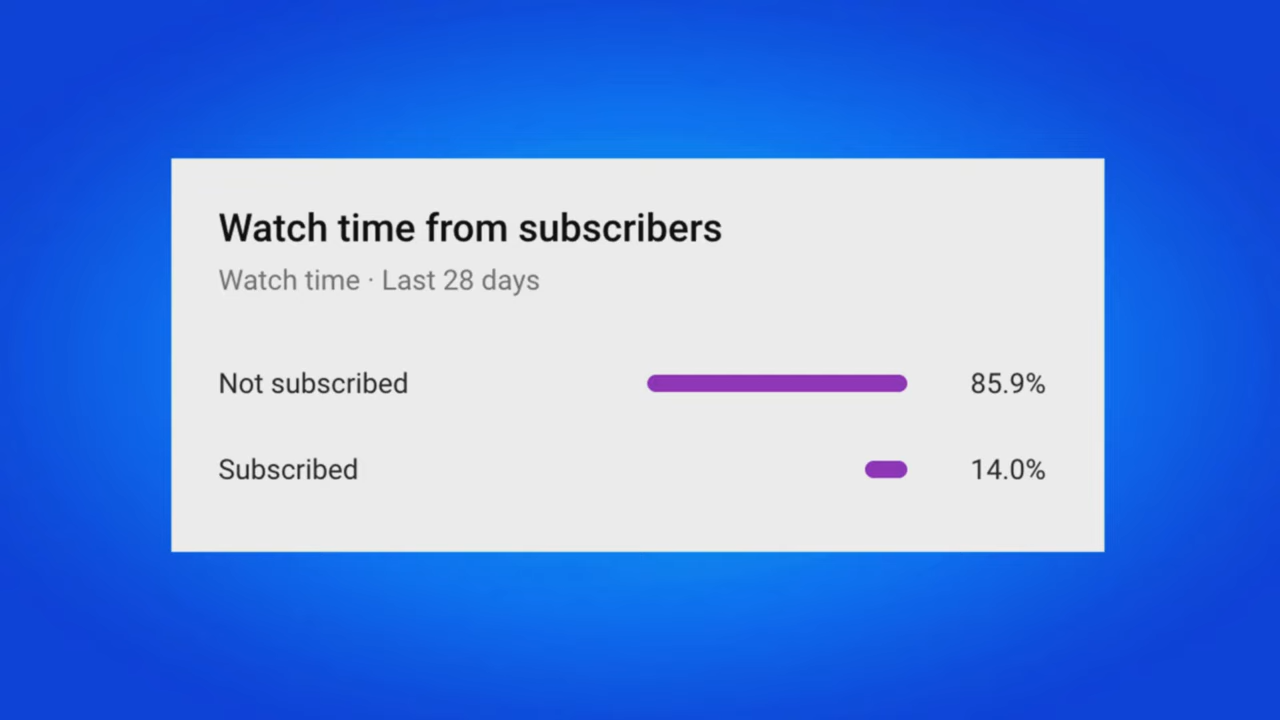 Watch time from subscribers
Watch time · Last 28 days
Not subscribed 85.9%
Subscribed 14.0%